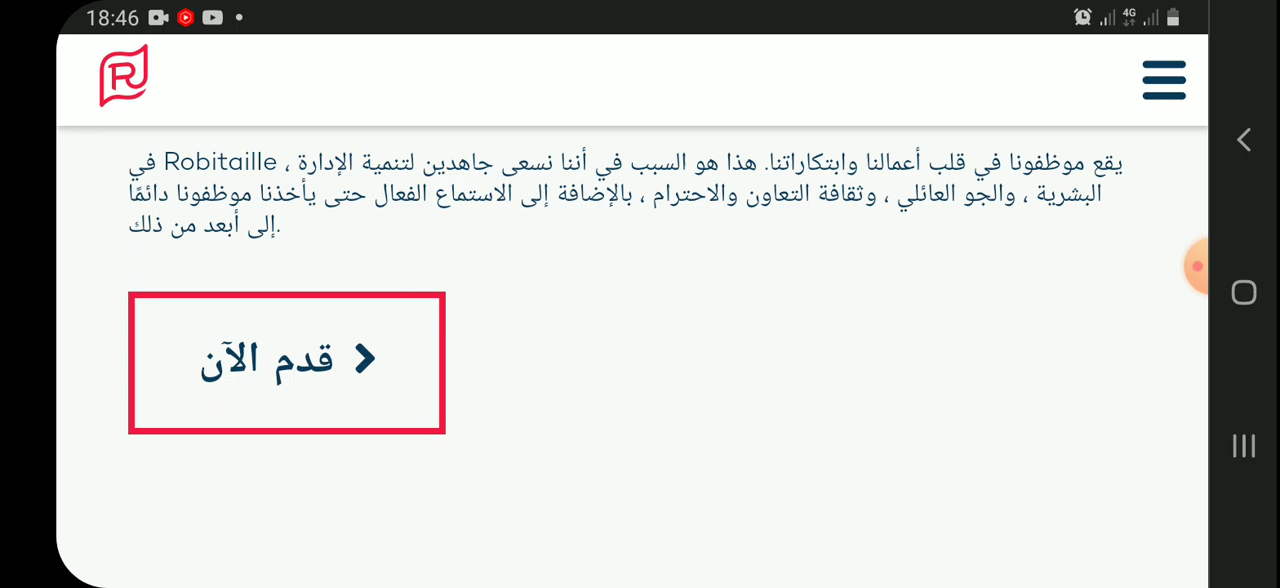 18:46
4G
R
في Robitaille ، يقع موظفونا في قلب أعمالنا وابتكاراتنا. هذا هو السبب في أننا نسعى جاهدين لتنمية الإدارة
البشرية ، والجو العائلي ، وثقافة التعاون والاحترام ، بالإضافة إلى الاستماع الفعال حتى يأخذنا موظفونا دائمًا
إلى أبعد من ذلك.
قدم الآن